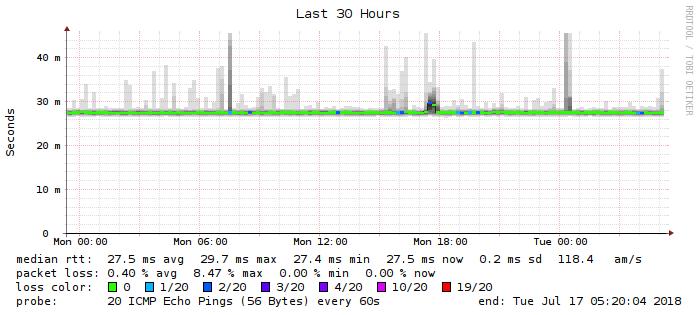 Last 30 Hours
RRDTOOL / TOBI OETIKER
Seconds
40 m
30 m
20 m
10 m
0
Mon 00:00 Mon 06:00 Mon 12:00 Mon 18:00 Tue 00:00
median rtt: 27.5 ms avg 29.7 ms max 27.4 ms min 27.5 ms now 0.2 ms sd 118.4 am/s
packet loss: 0.40 % avg 8.47 % max 0.00 % min 0.00 % now
loss color: 0 1/20 2/20 3/20 4/20 10/20 19/20
probe: 20 ICMP Echo Pings (56 Bytes) every 60s end: Tue Jul 17 05:20:04 2018